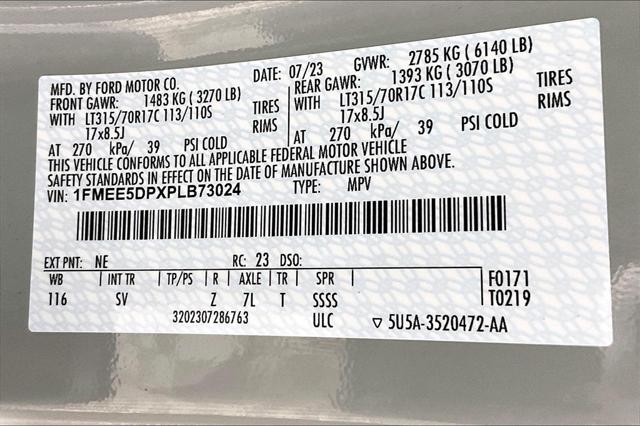 MFD. BY FORD MOTOR CO. DATE: 07/23 GVWR: 2785 KG ( 6140 LB)
FRONT GAWR: 1483 KG ( 3270 LB) REAR GAWR: 1393 KG ( 3070 LB)
WITH LT315/70R17C 113/110S TIRES WITH LT315/70R17C 113/110S TIRES
17x8.5J RIMS 17x8.5J RIMS
AT 270 kPa/ 39 PSI COLD AT 270 kPa/ 39 PSI COLD
THIS VEHICLE CONFORMS TO ALL APPLICABLE FEDERAL MOTOR VEHICLE
SAFETY STANDARDS IN EFFECT ON THE DATE OF MANUFACTURE SHOWN ABOVE.
VIN: 1FMEE5DPXPLB73024 TYPE: MPV
EXT PNT: NE RC: 23 DSO:
WB INT TR TP/PS R AXLE TR SPR F0171
116 SV Z 7L T SSSS T0219
3202307286763 ULC ▽ 5U5A-3520472-AA